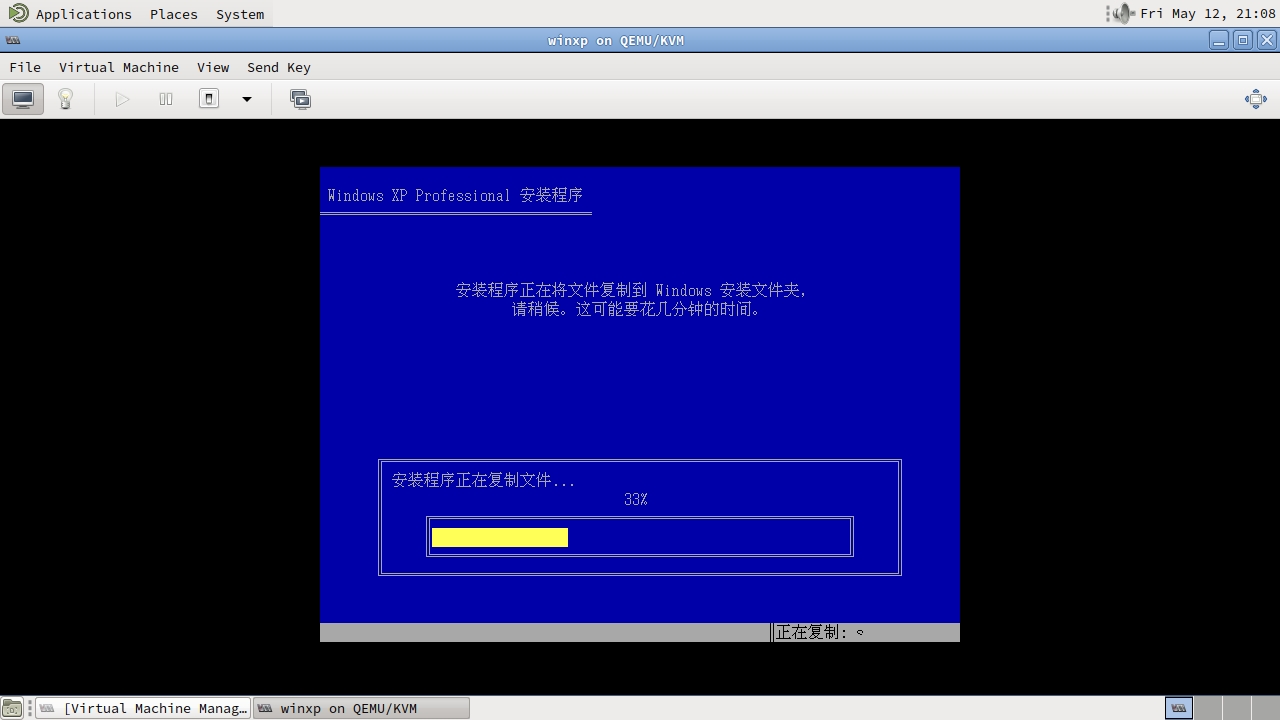 Applications Places System
Fri May 12, 21:08
winxp on QEMU/KVM
File Virtual Machine View Send Key
Windows XP Professional 安装程序
安装程序正在将文件复制到 Windows 安装文件夹,
请稍候。这可能要花几分钟的时间。
安装程序正在复制文件...
33%
正在复制:
[Virtual Machine Manag...
winxp on QEMU/KVM